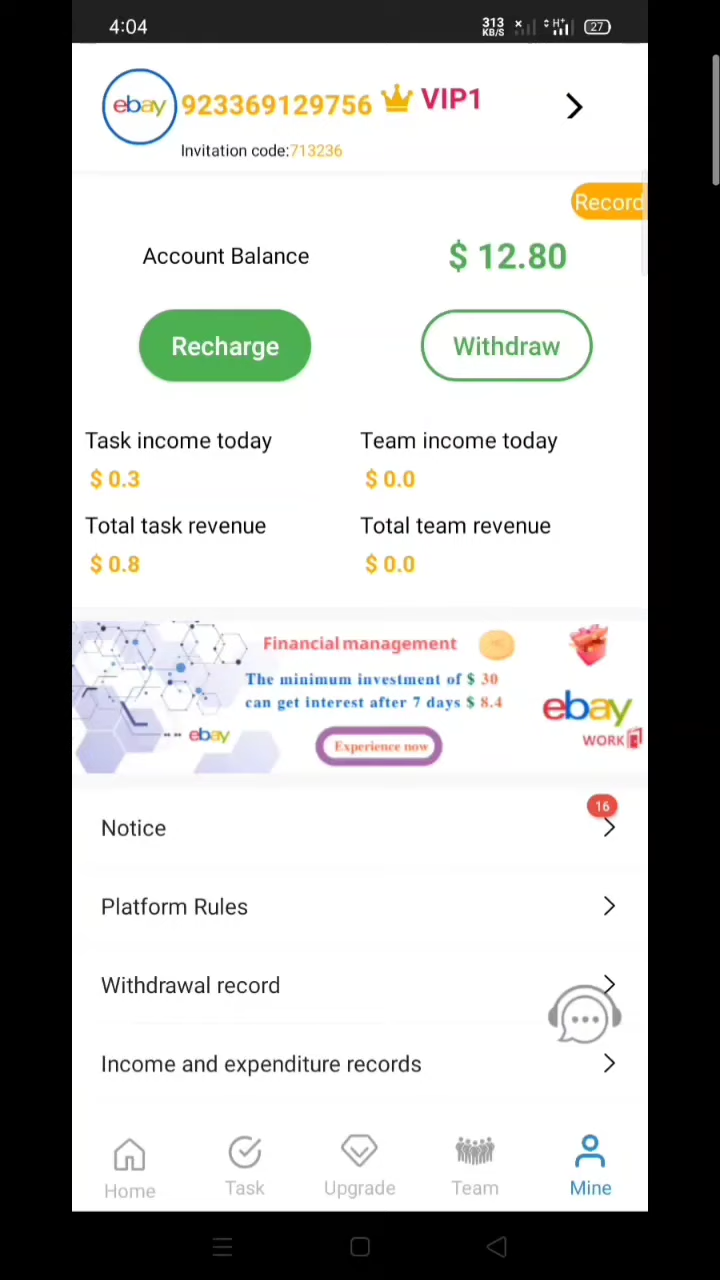 4:04
313
KB/S
H+
27
ebay
923369129756
VIP1
Invitation code:713236
Record
Account Balance
$ 12.80
Recharge
Withdraw
Task income today
Team income today
$ 0.3
$ 0.0
Total task revenue
Total team revenue
$ 0.8
$ 0.0
Financial management
The minimum investment of $ 30
can get interest after 7 days $ 8.4
ebay
ebay
WORK
Experience now
16
Notice
Platform Rules
Withdrawal record
Income and expenditure records
Home
Task
Upgrade
Team
Mine